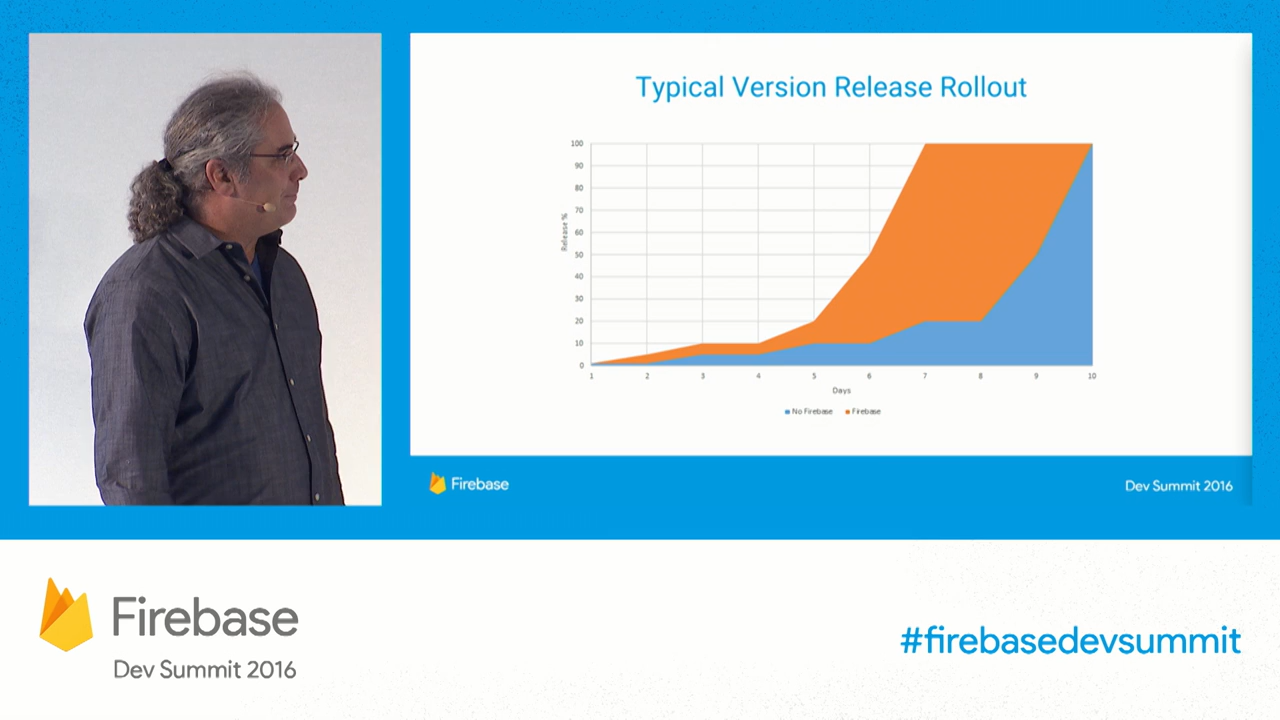 Typical Version Release Rollout
100
90
80
70
60
50
40
30
20
10
0
Release %
1 2 3 4 5 6 7 8 9 10
Days
No Firebase Firebase
Firebase
Dev Summit 2016
Firebase
Dev Summit 2016
#firebasedevsummit